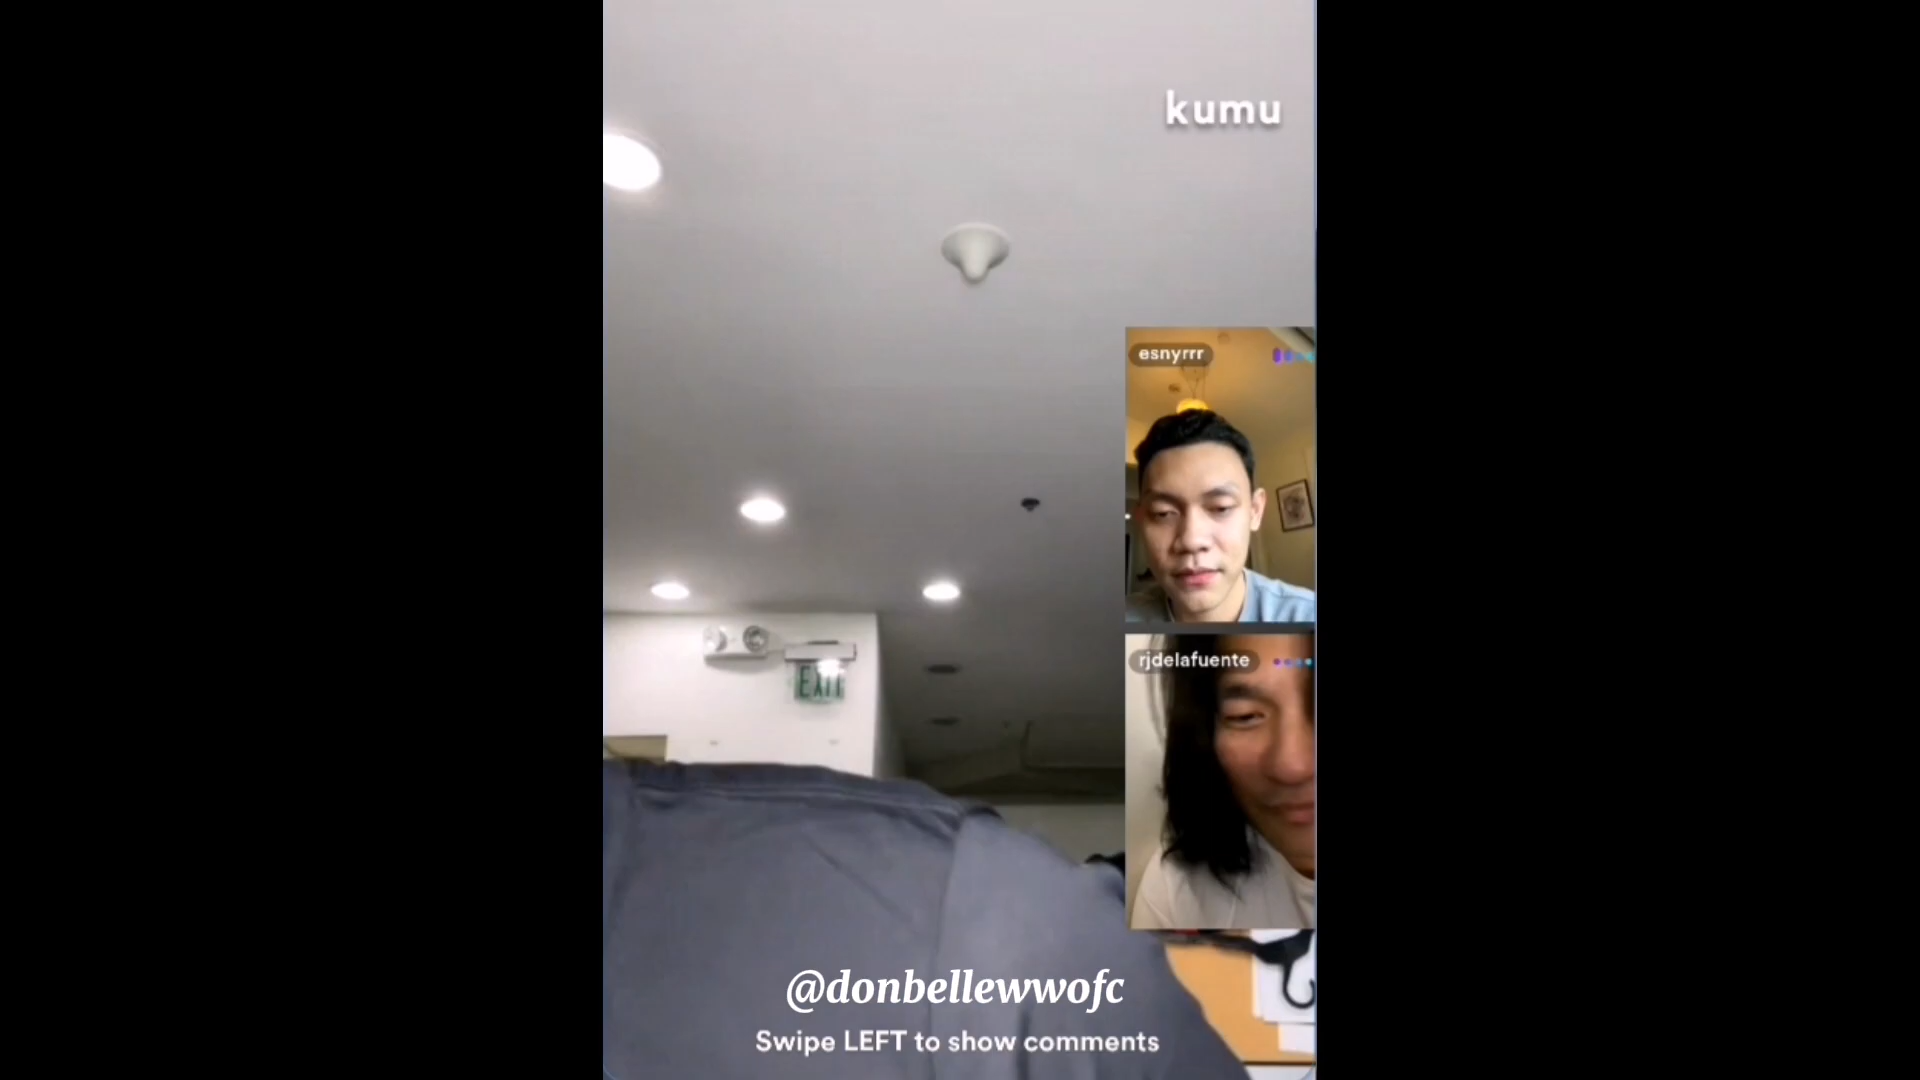 kumu
esnyrrr
EXIT
rjdelafuente
@donbellewwofc
Swipe LEFT to show comments